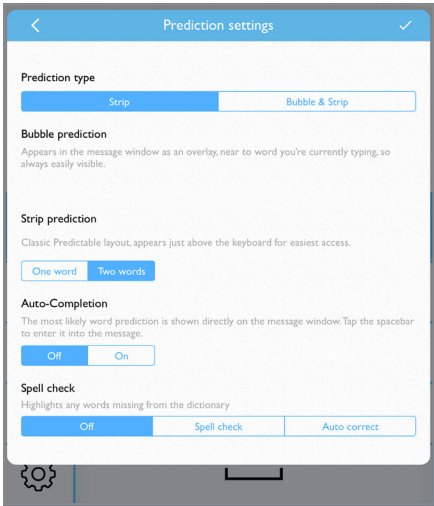 Prediction settings
Prediction type
Strip
Bubble & Strip
Bubble prediction
Appears in the message window as an overlay, near to word you're currently typing, so
always easily visible.
Strip prediction
Classic Predictable layout, appears just above the keyboard for easiest access.
One word
Two words
Auto-Completion
The most likely word prediction is shown directly on the message window. Tap the spacebar
to enter it into the message.
Off
On
Spell check
Highlights any words missing from the dictionary
Off
Spell check
Auto correct